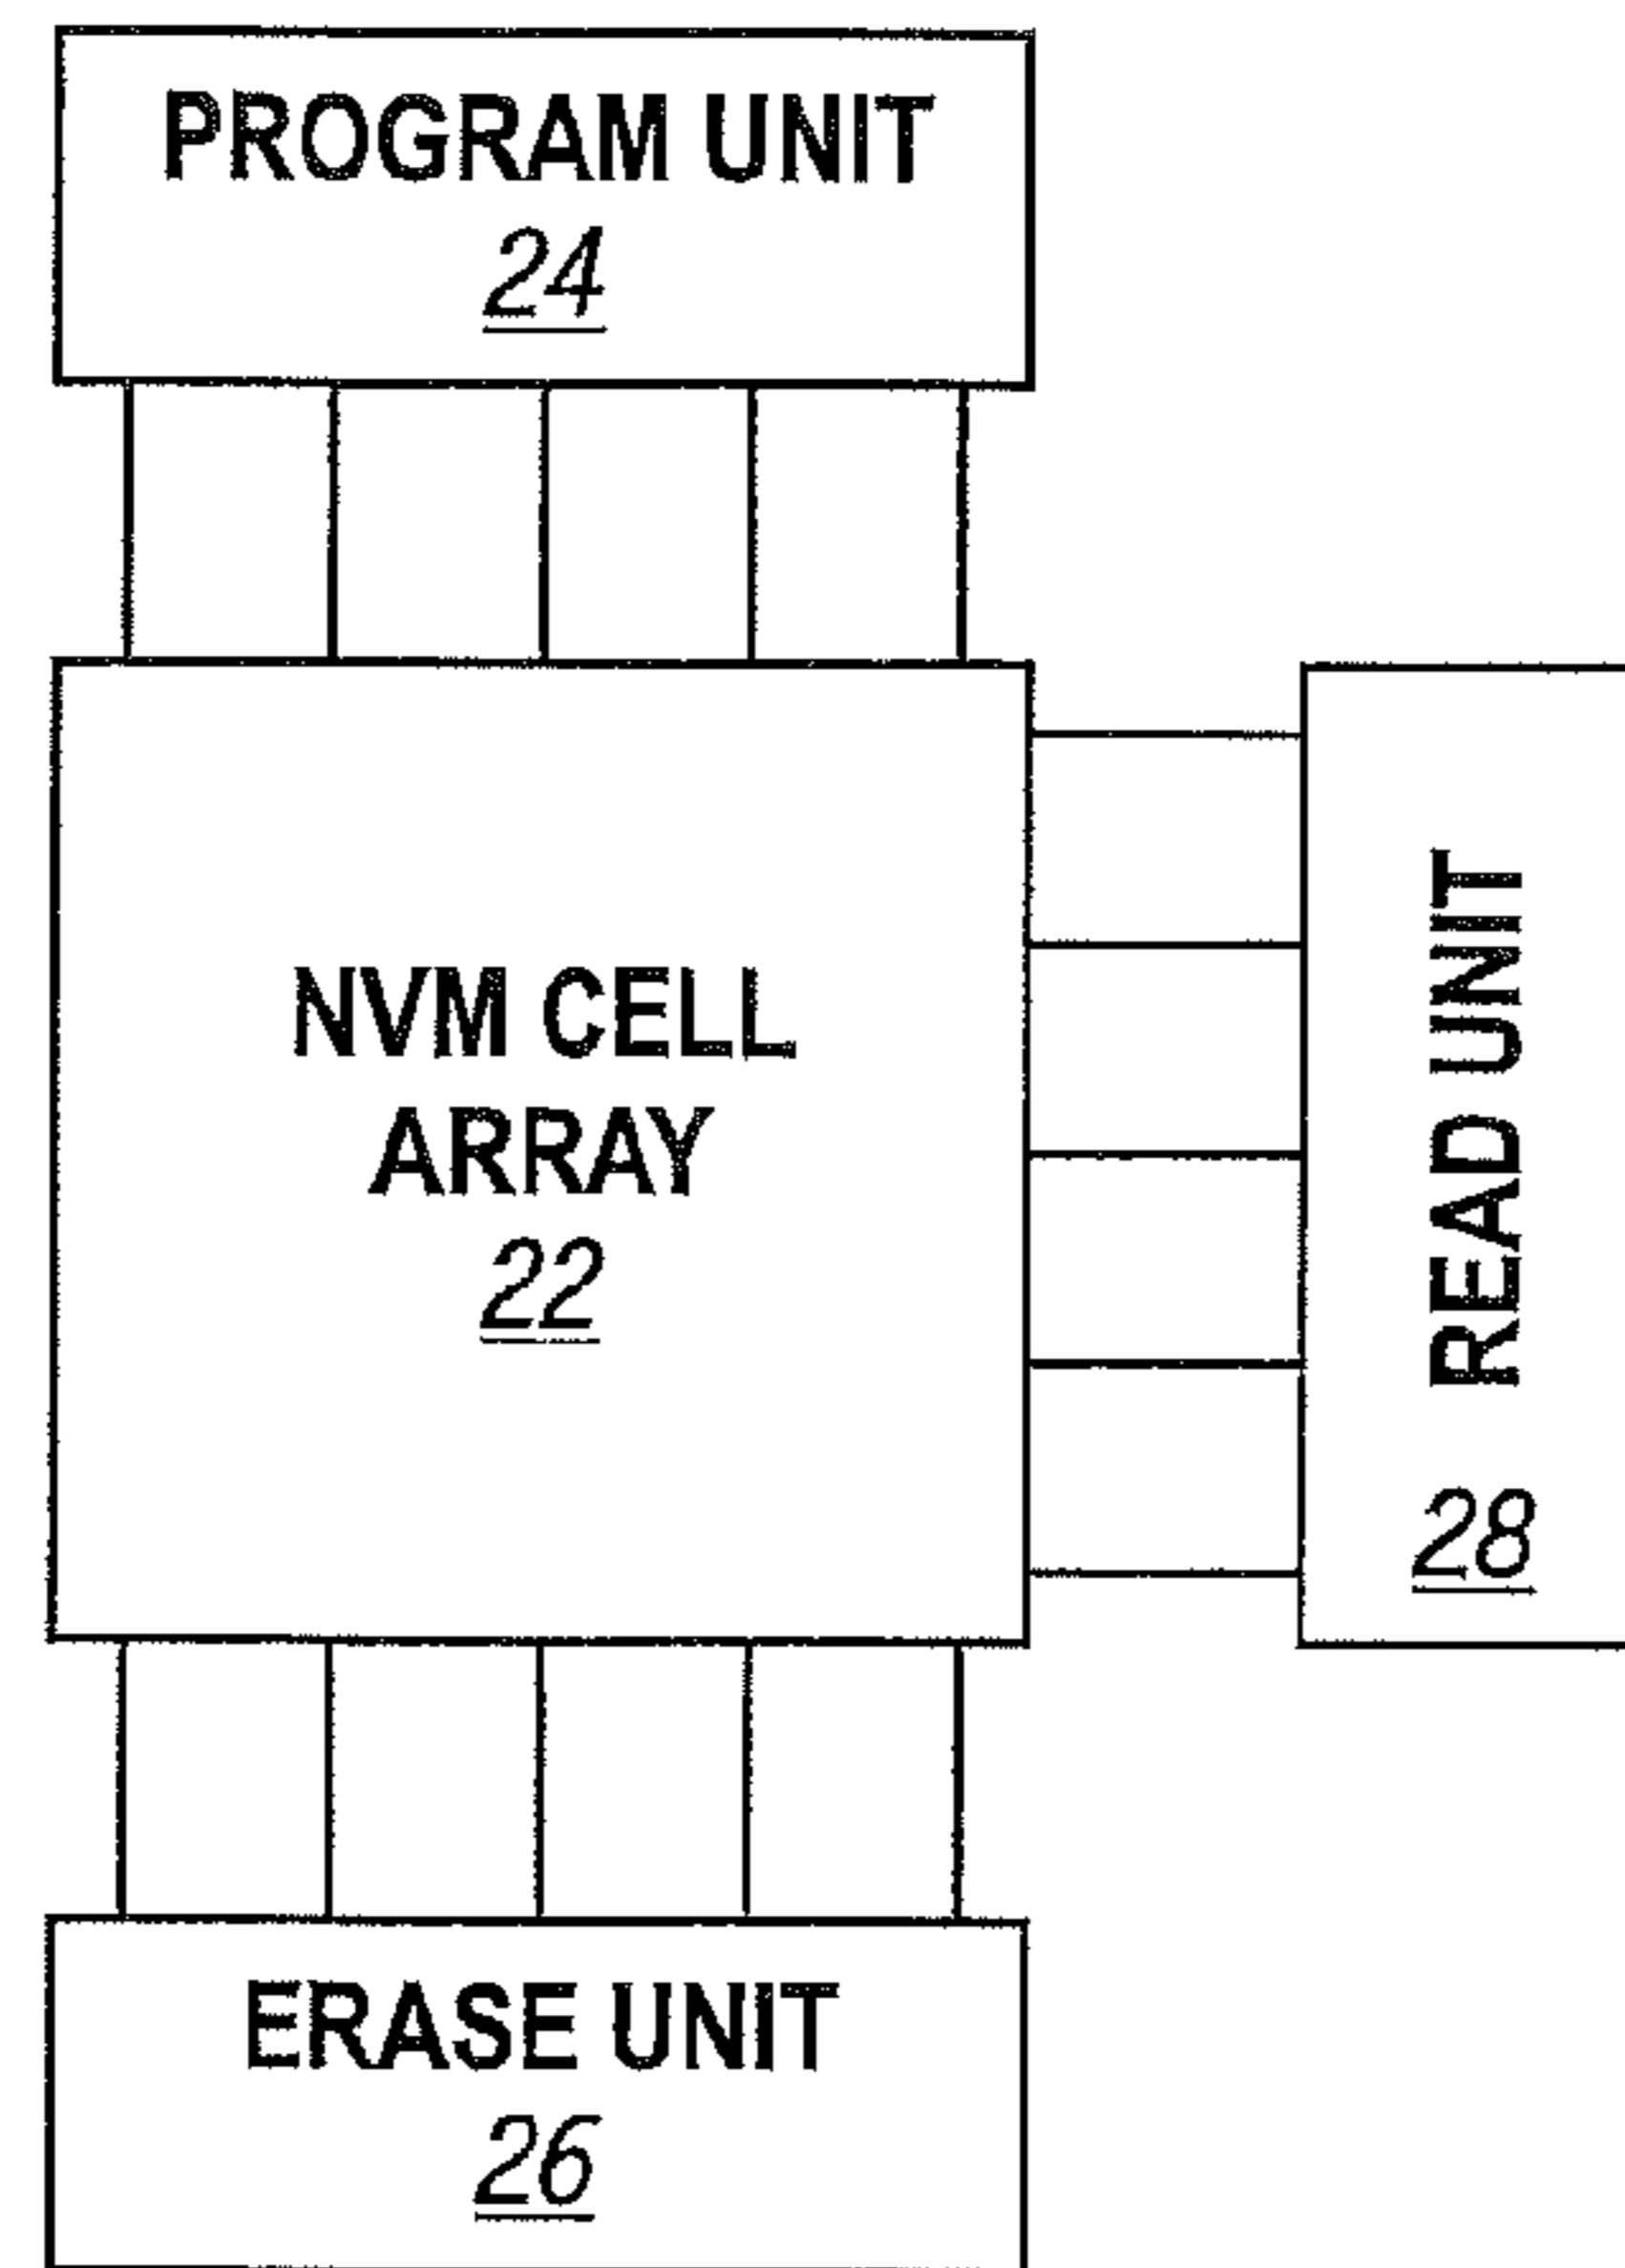 PROGRAM UNIT
24
NVM CELL
ARRAY
22
READ UNIT
28
ERASE UNIT
26